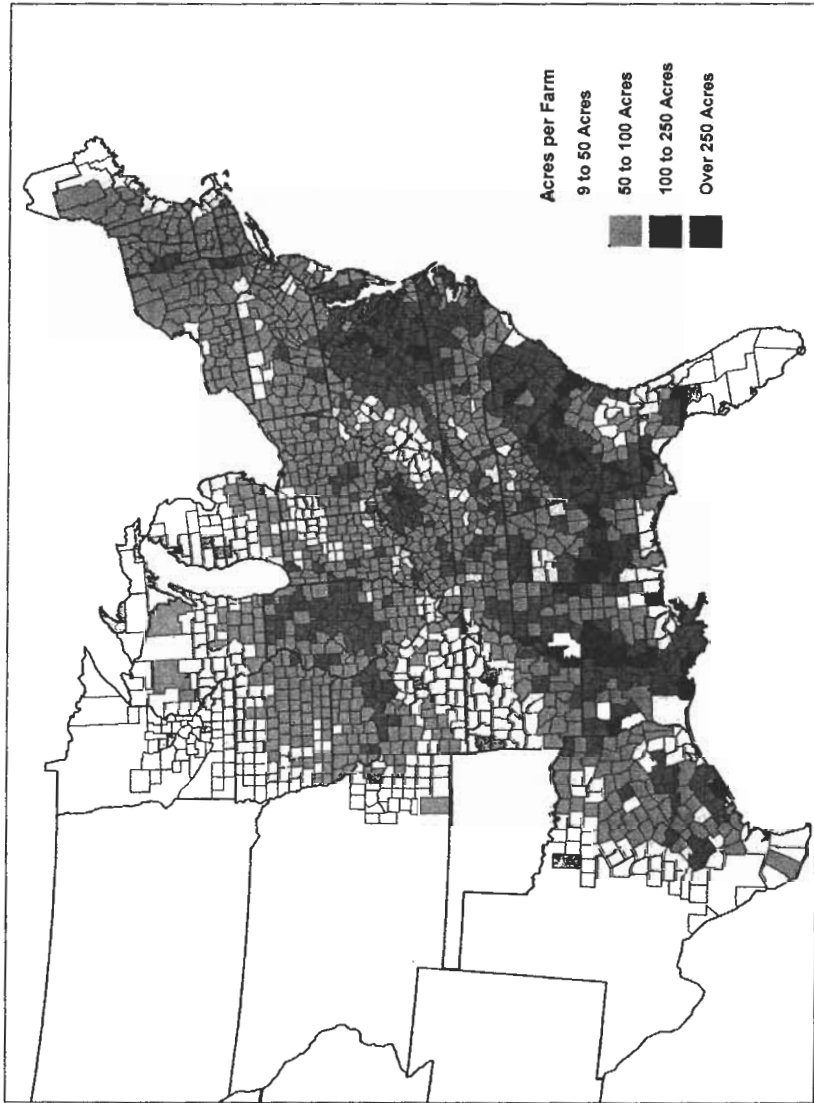 Acres per Farm
9 to 50 Acres
50 to 100 Acres
100 to 250 Acres
Over 250 Acres